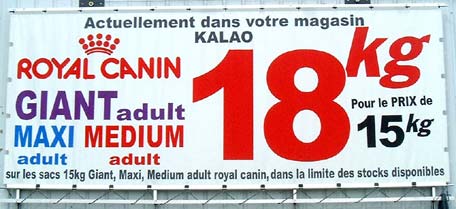 Actuellement dans votre magasin
KALAO
ROYAL CANIN
GIANT adult
MAXI MEDIUM
adult adult
18kg
Pour le PRIX de
15kg
sur les sacs 15kg Giant, Maxi, Medium adult royal canin, dans la limite des stocks disponibles